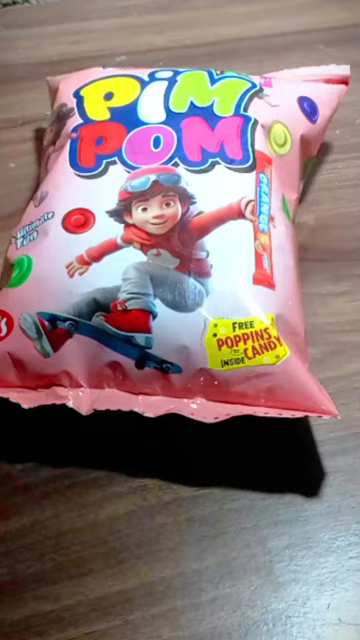 PiM
POM
ORANGE
Ultimate
Fun
FREE
POPPINS
CANDY
INSIDE